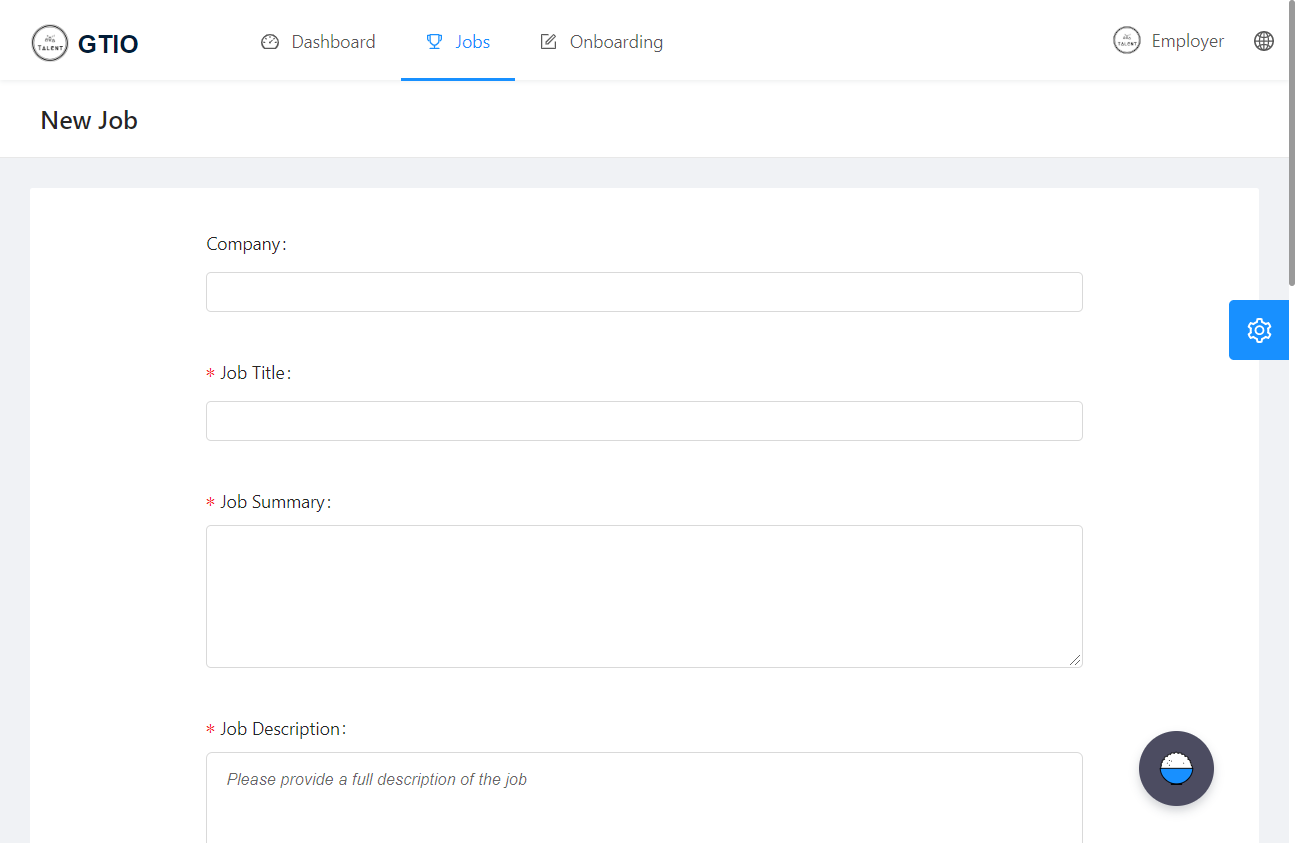 TALENT
GTIO
Dashboard
Jobs
Onboarding
TALENT
Employer
New Job
Company:
* Job Title:
* Job Summary:
* Job Description:
Please provide a full description of the job